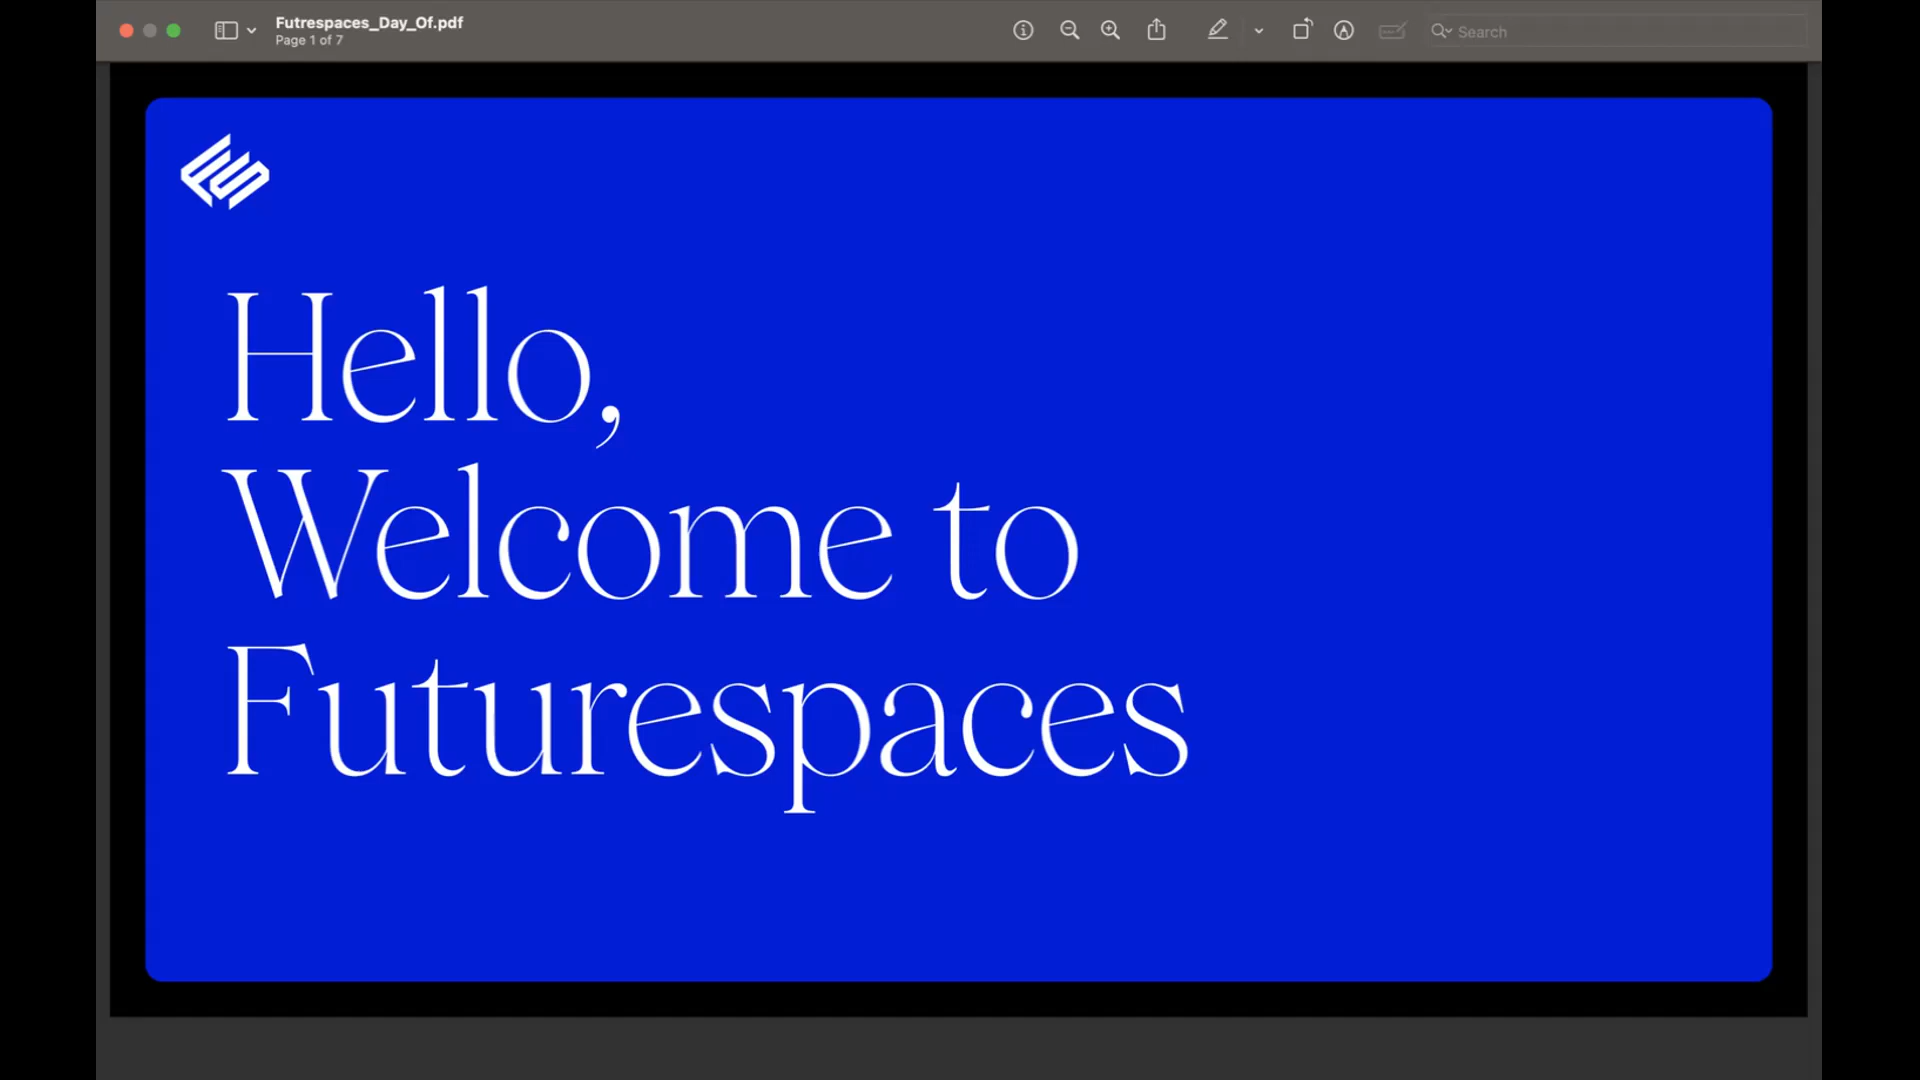 Futrespaces_Day_Of.pdf
Page 1 of 7
Search
Hello,
Welcome to
Futurespaces